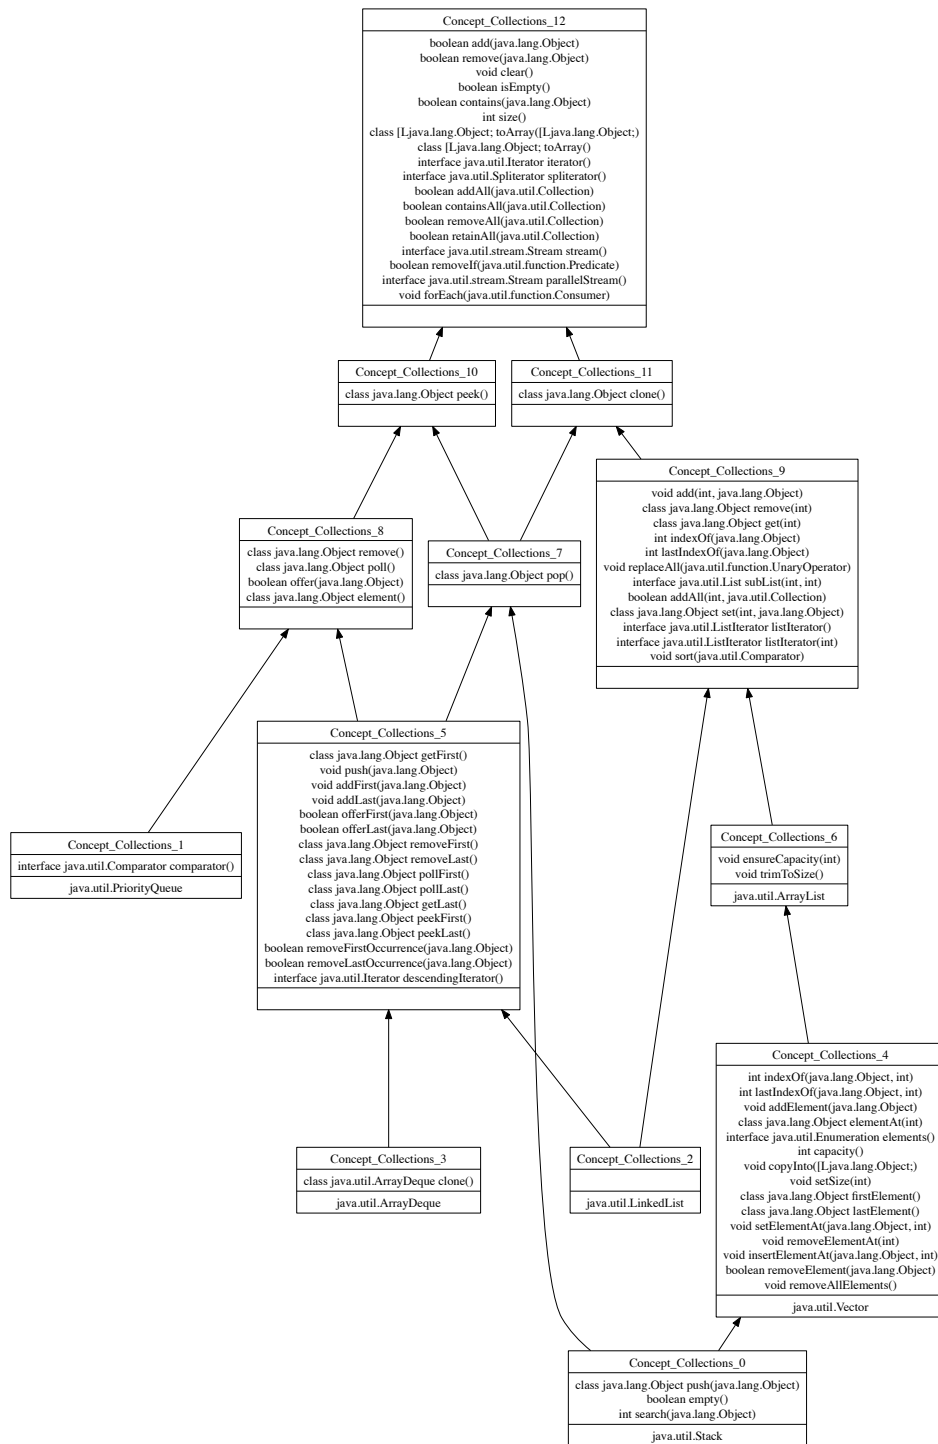 Concept_Collections_12
boolean add(java.lang.Object)
boolean remove(java.lang.Object)
void clear()
boolean isEmpty()
boolean contains(java.lang.Object)
int size()
class [Ljava.lang.Object; toArray([Ljava.lang.Object;)
class [Ljava.lang.Object; toArray()
interface java.util.Iterator iterator()
interface java.util.Spliterator spliterator()
boolean addAll(java.util.Collection)
boolean containsAll(java.util.Collection)
boolean removeAll(java.util.Collection)
boolean retainAll(java.util.Collection)
interface java.util.stream.Stream stream()
boolean removeIf(java.util.function.Predicate)
interface java.util.stream.Stream parallelStream()
void forEach(java.util.function.Consumer)
Concept_Collections_10
class java.lang.Object peek()
Concept_Collections_11
class java.lang.Object clone()
Concept_Collections_9
void add(int, java.lang.Object)
class java.lang.Object remove(int)
class java.lang.Object get(int)
int indexOf(java.lang.Object)
int lastIndexOf(java.lang.Object)
void replaceAll(java.util.function.UnaryOperator)
interface java.util.List subList(int, int)
boolean addAll(int, java.util.Collection)
class java.lang.Object set(int, java.lang.Object)
interface java.util.ListIterator listIterator()
interface java.util.ListIterator listIterator(int)
void sort(java.util.Comparator)
Concept_Collections_8
class java.lang.Object remove()
class java.lang.Object poll()
boolean offer(java.lang.Object)
class java.lang.Object element()
Concept_Collections_7
class java.lang.Object pop()
Concept_Collections_5
class java.lang.Object getFirst()
void push(java.lang.Object)
void addFirst(java.lang.Object)
void addLast(java.lang.Object)
boolean offerFirst(java.lang.Object)
boolean offerLast(java.lang.Object)
class java.lang.Object removeFirst()
class java.lang.Object removeLast()
class java.lang.Object pollFirst()
class java.lang.Object pollLast()
class java.lang.Object getLast()
class java.lang.Object peekFirst()
class java.lang.Object peekLast()
boolean removeFirstOccurrence(java.lang.Object)
boolean removeLastOccurrence(java.lang.Object)
interface java.util.Iterator descendingIterator()
Concept_Collections_1
interface java.util.Comparator comparator()
java.util.PriorityQueue
Concept_Collections_6
void ensureCapacity(int)
void trimToSize()
java.util.ArrayList
Concept_Collections_4
int indexOf(java.lang.Object, int)
int lastIndexOf(java.lang.Object, int)
void addElement(java.lang.Object)
class java.lang.Object elementAt(int)
interface java.util.Enumeration elements()
int capacity()
void copyInto([Ljava.lang.Object;)
void setSize(int)
class java.lang.Object firstElement()
class java.lang.Object lastElement()
void setElementAt(java.lang.Object, int)
void removeElementAt(int)
void insertElementAt(java.lang.Object, int)
boolean removeElement(java.lang.Object)
void removeAllElements()
java.util.Vector
Concept_Collections_3
class java.util.ArrayDeque clone()
java.util.ArrayDeque
Concept_Collections_2
java.util.LinkedList
Concept_Collections_0
class java.lang.Object push(java.lang.Object)
boolean empty()
int search(java.lang.Object)
java.util.Stack